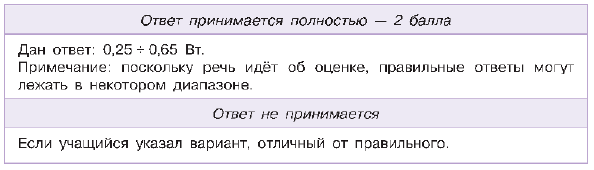 Ответ принимается полностью — 2 балла
Дан ответ: 0,25 ÷ 0,65 Вт.
Примечание: поскольку речь идёт об оценке, правильные ответы могут
лежать в некотором диапазоне.
Ответ не принимается
Если учащийся указал вариант, отличный от правильного.